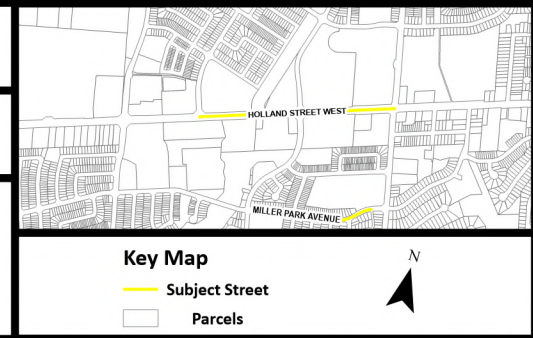 HOLLAND STREET WEST
MILLER PARK AVENUE
Key Map
N
Subject Street
Parcels